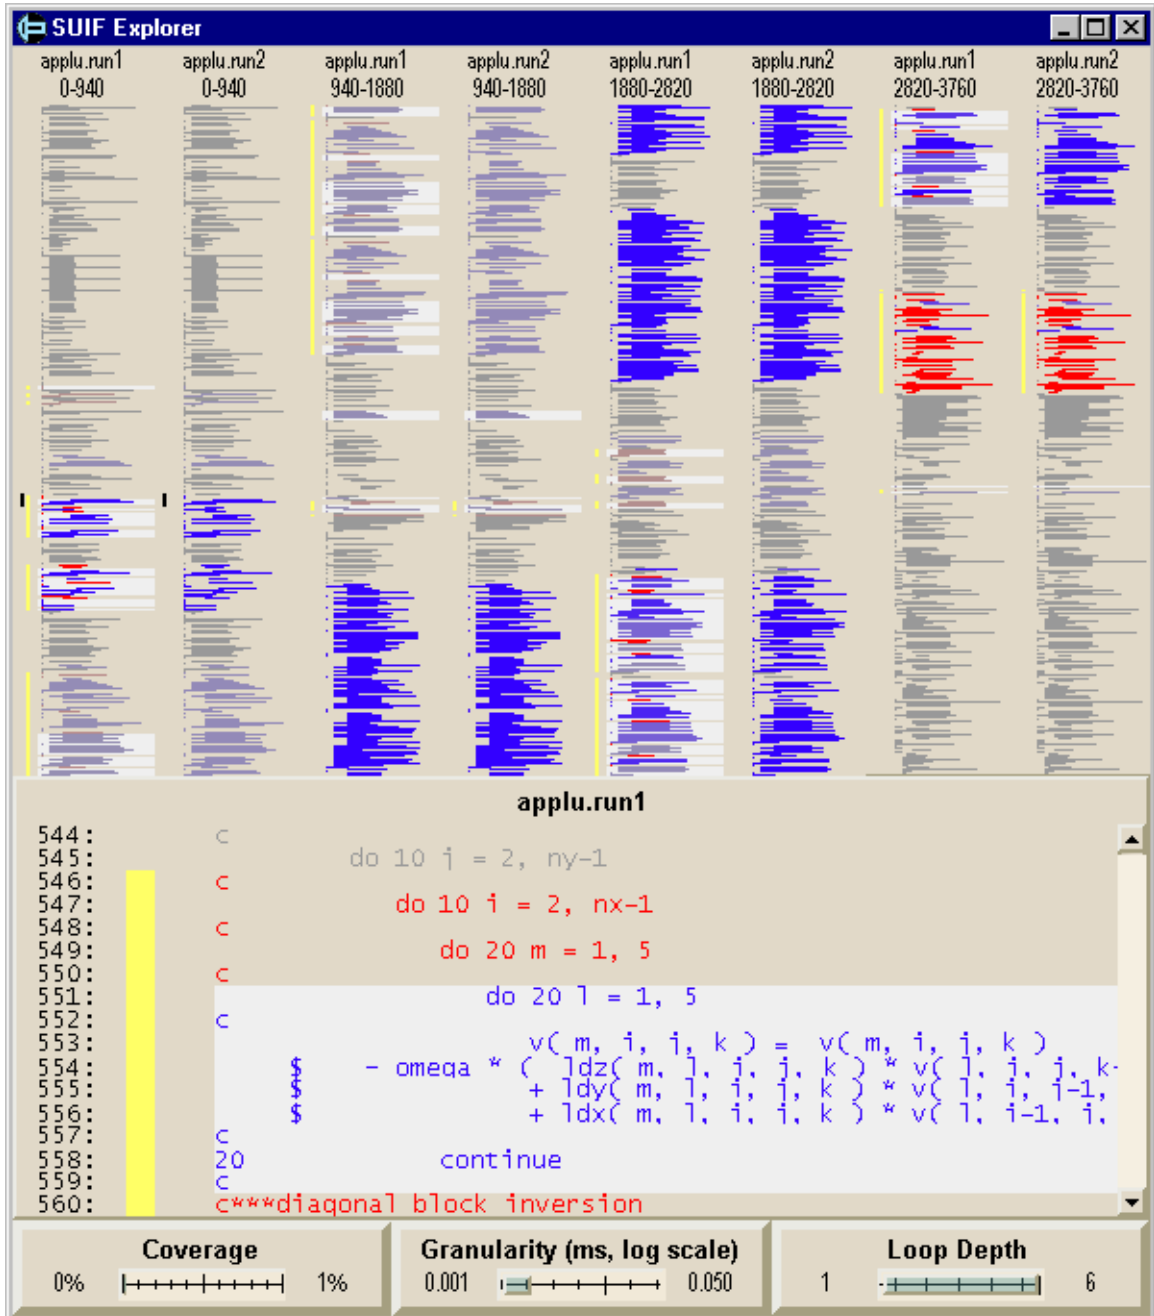 SUIF Explorer
applu.run1 applu.run2 applu.run1 applu.run2 applu.run1 applu.run2 applu.run1 applu.run2
0-940 0-940 940-1880 940-1880 1880-2820 1880-2820 2820-3760 2820-3760
applu.run1
544: c
545: do 10 j = 2, ny-1
546: c
547: do 10 i = 2, nx-1
548: c
549: do 20 m = 1, 5
550: c
551: do 20 l = 1, 5
552: c
553: v( m, i, j, k ) = v( m, i, j, k )
554: $ - omega * ( ldz( m, l, i, j, k ) * v( l, i, j, k-
555: $ + ldy( m, l, i, j, k ) * v( l, i, j-1,
556: $ + ldx( m, l, i, j, k ) * v( l, i-1, j,
557: c
558: 20 continue
559: c
560: c***diagonal block inversion
Coverage Granularity (ms, log scale) Loop Depth
0% 1% 0.001 0.050 1 6